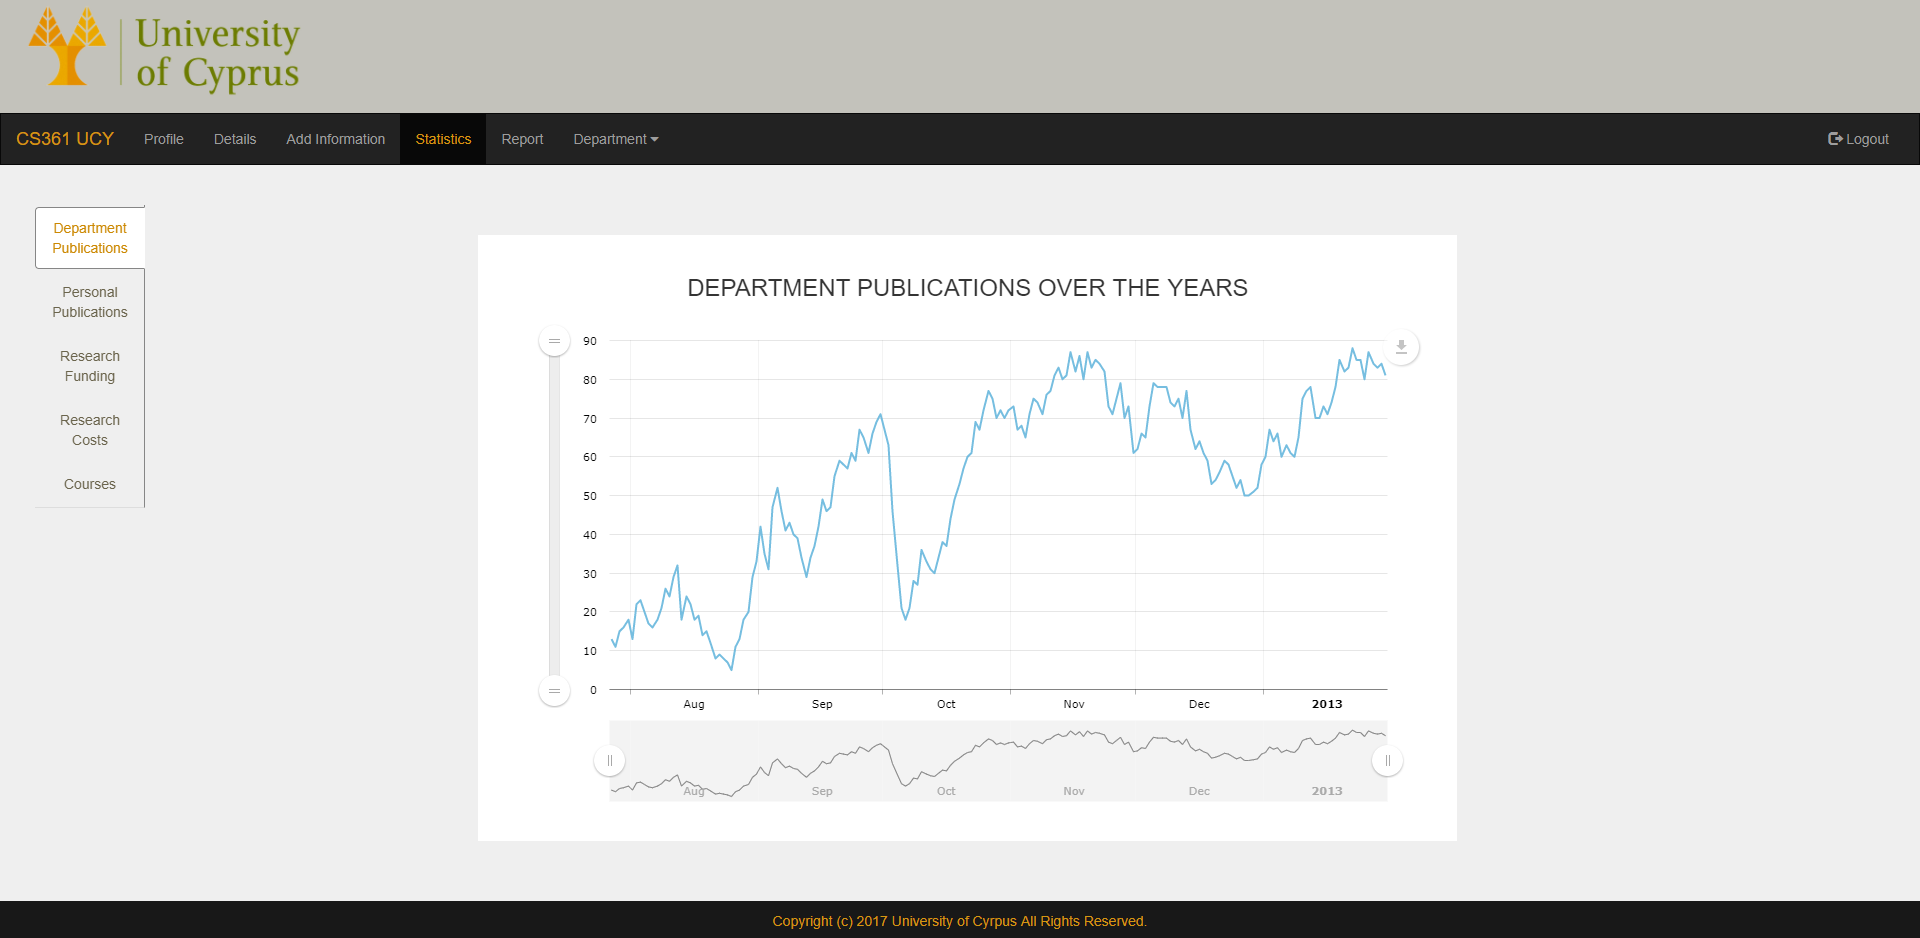 University
of Cyprus
CS361 UCY Profile Details Add Information Statistics Report Department Logout
Department
Publications
Personal
Publications
Research
Funding
Research
Costs
Courses
DEPARTMENT PUBLICATIONS OVER THE YEARS
90
80
70
60
50
40
30
20
10
0
Aug Sep Oct Nov Dec 2013
Aug Sep Oct Nov Dec 2013
Copyright (c) 2017 University of Cyrpus All Rights Reserved.